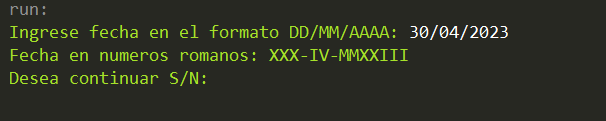 run:
Ingrese fecha en el formato DD/MM/AAAA: 30/04/2023
Fecha en numeros romanos: XXX-IV-MMXXIII
Desea continuar S/N: